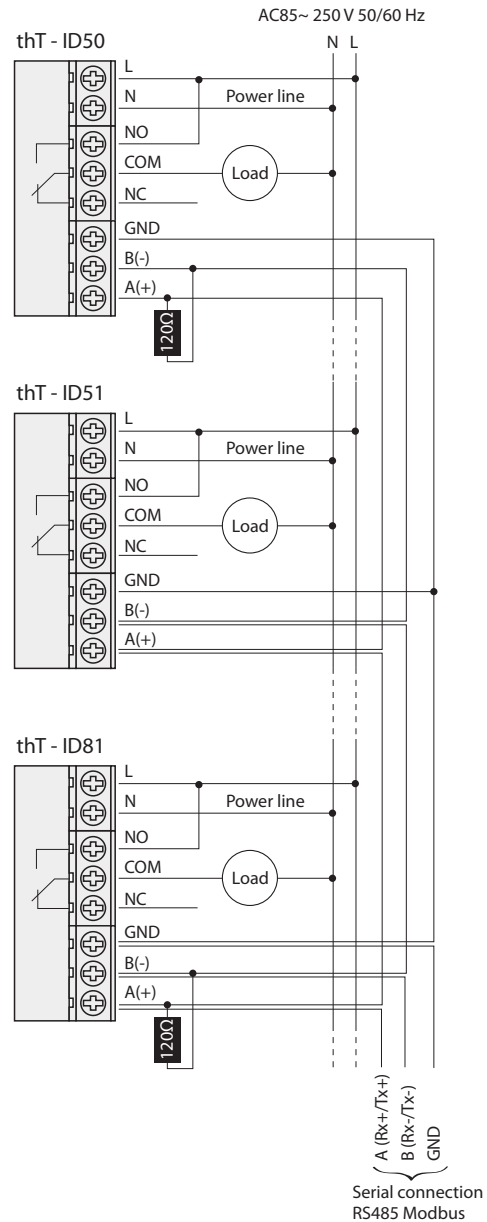 AC85~ 250 V 50/60 Hz
N L
thT - ID50
L
N
Power line
NO
COM
Load
NC
GND
B(-)
A(+)
120Ω
thT - ID51
L
N
Power line
NO
COM
Load
NC
GND
B(-)
A(+)
thT - ID81
L
N
Power line
NO
COM
Load
NC
GND
B(-)
A(+)
120Ω
A (Rx+/Tx+)
B (Rx-/Tx-)
GND
Serial connection
RS485 Modbus